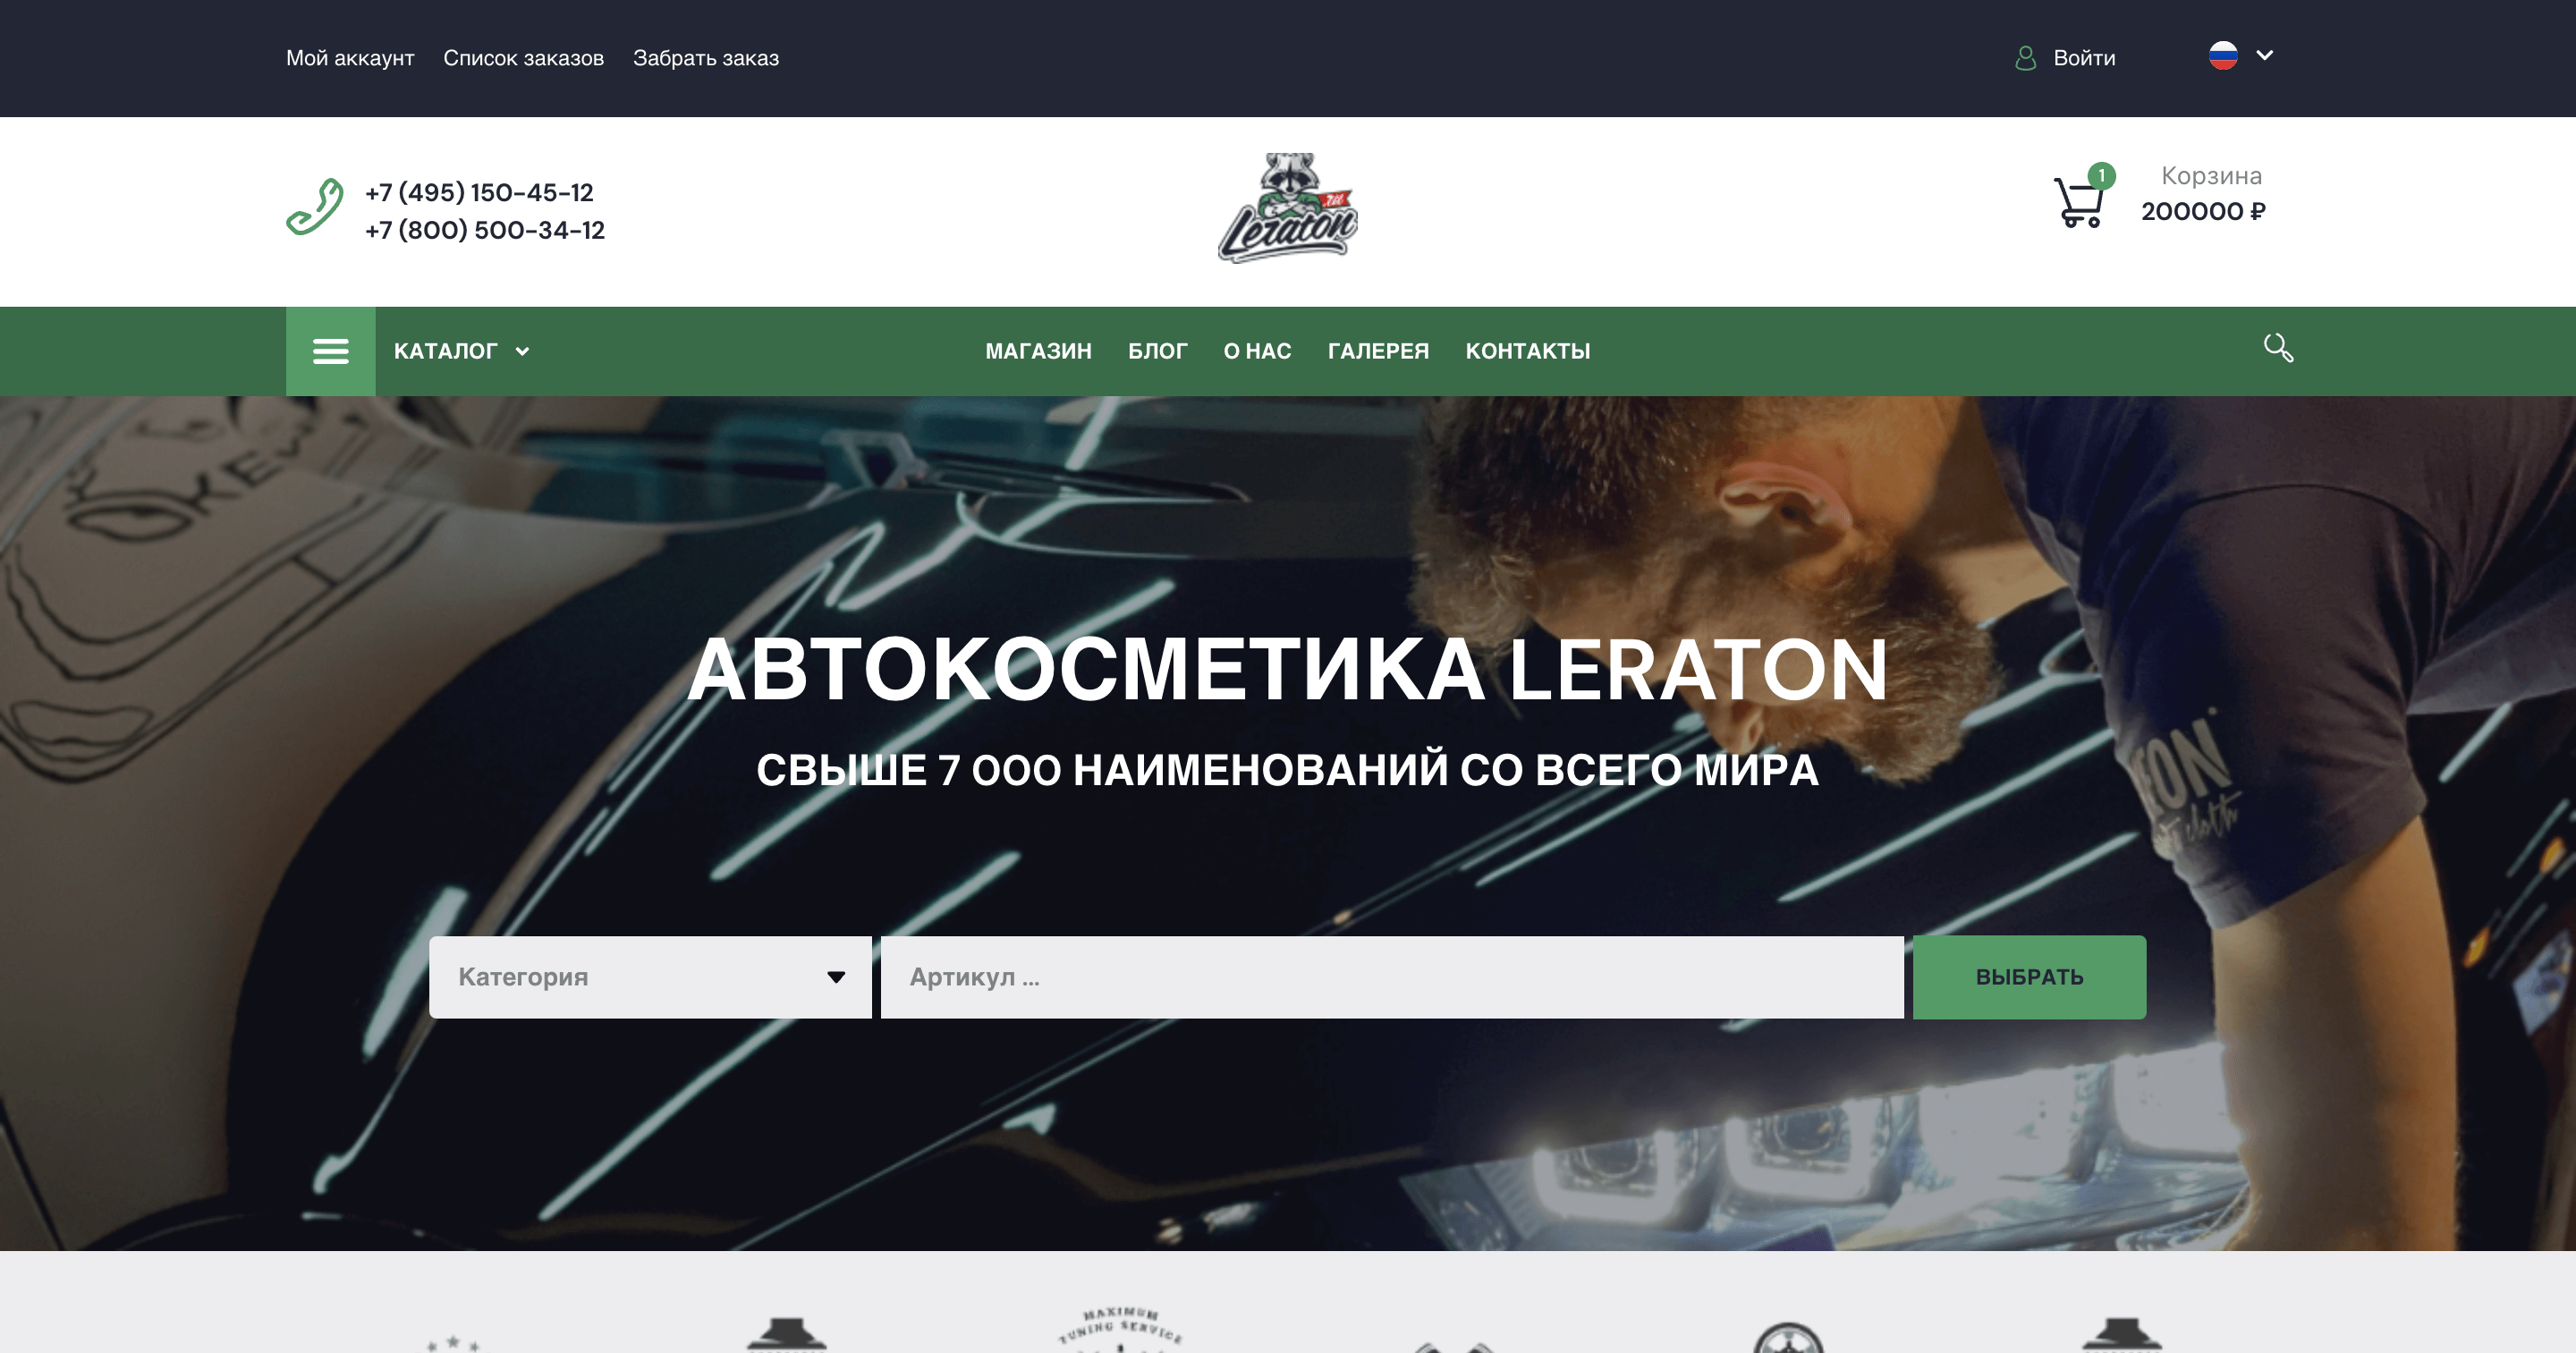 Мой аккаунт Список заказов Забрать заказ Войти
+7 (495) 150-45-12
+7 (800) 500-34-12
Leraton
.ru
1
Корзина
200000 ₽
КАТАЛОГ МАГАЗИН БЛОГ О НАС ГАЛЕРЕЯ КОНТАКТЫ
АВТОКОСМЕТИКА LERATON
СВЫШЕ 7 000 НАИМЕНОВАНИЙ СО ВСЕГО МИРА
Категория Артикул ... ВЫБРАТЬ
MAXIMUM
TUNING SERVICE